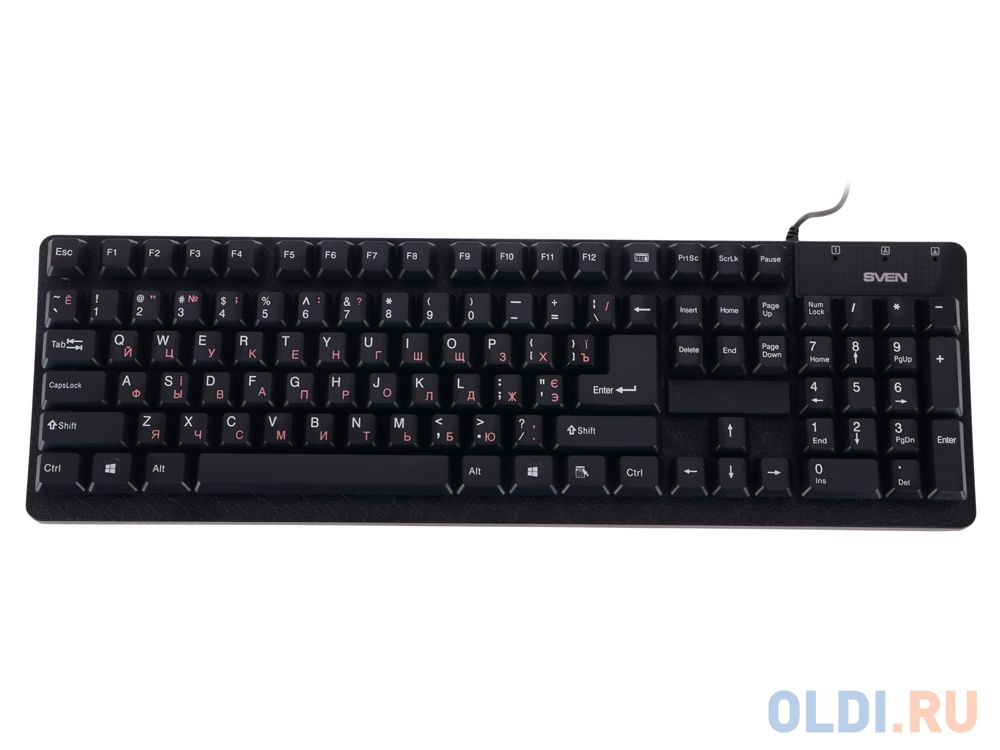 Esc F1 F2 F3 F4 F5 F6 F7 F8 F9 F10 F11 F12 PrtSc ScrLk Pause 1 A
SVEN
~ Ё ! @ " # № $ ; % ^ : & ? * ( ) — + ¦ /
` 1 2 3 4 5 6 7 8 9 0 - = \ ← Insert Home Page Up Num Lock / * -
Tab Q W E R T Y U I O P { } Ї
Й Ц У К Е Н Г Ш Щ З [ Х ] Ъ Delete End Page Down 7 Home 8 ↑ 9 PgUp +
CapsLock A S І D F G H J K L : " Є
Ф Ы В А П Р О Л Д ; Ж ' Э Enter 4 ← 5 6 →
Shift Z X C V B N M < > ? ,
Я Ч С М И Т Ь , Б . Ю / . Shift ↑ 1 End 2 ↓ 3 PgDn Enter
Ctrl Alt Alt Ctrl ← ↓ → 0 Ins . Del
OLDI.RU